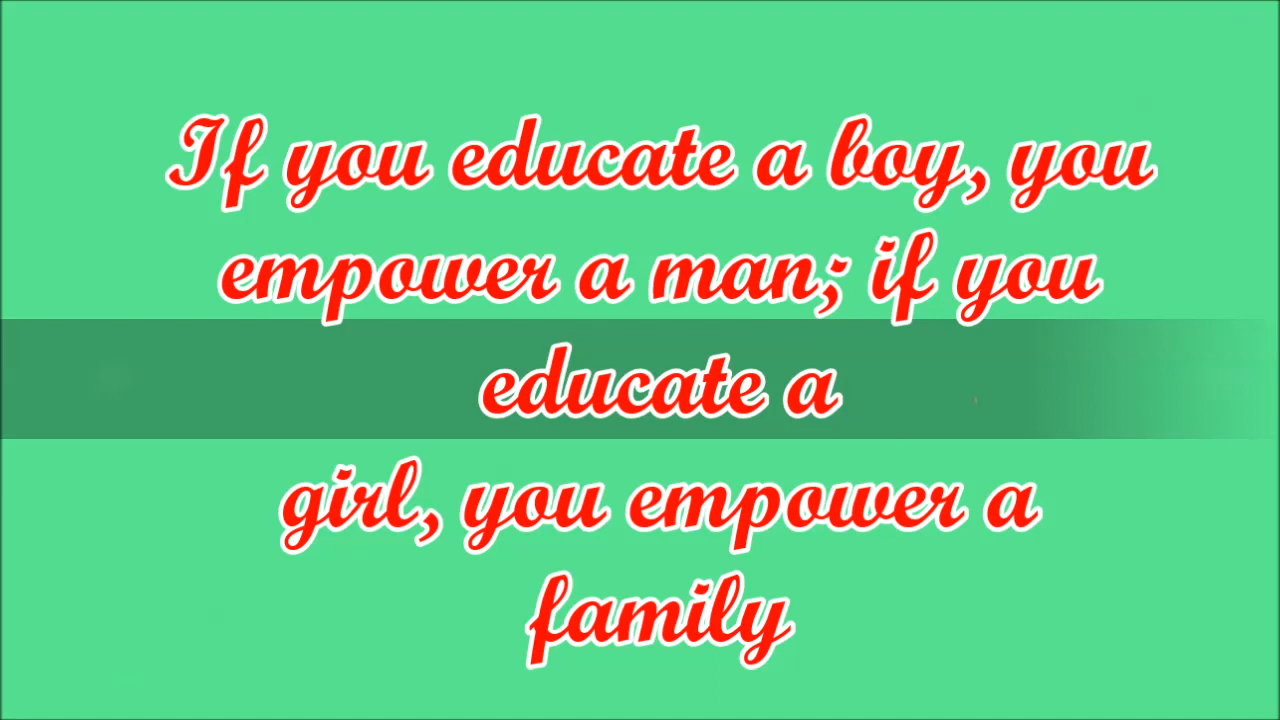 If you educate a boy, you
empower a man; if you
educate a
girl, you empower a
family